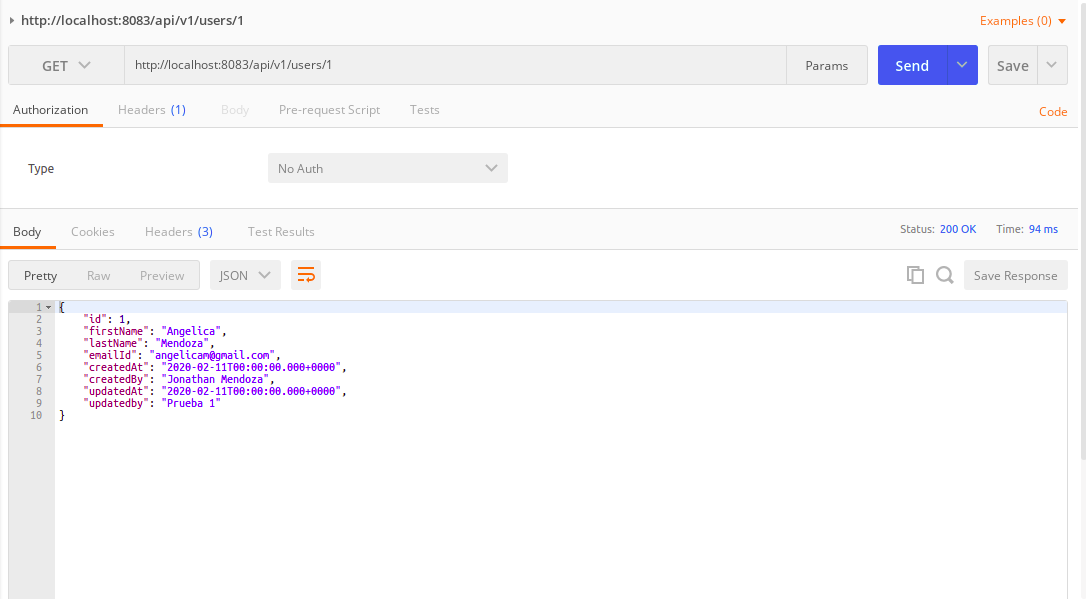 http://localhost:8083/api/v1/users/1 Examples (0)
GET http://localhost:8083/api/v1/users/1 Params Send Save
Authorization Headers (1) Body Pre-request Script Tests Code
Type No Auth
Body Cookies Headers (3) Test Results Status: 200 OK Time: 94 ms
Pretty Raw Preview JSON Save Response
1 {
2 "id": 1,
3 "firstName": "Angelica",
4 "lastName": "Mendoza",
5 "emailId": "angelicam@gmail.com",
6 "createdAt": "2020-02-11T00:00:00.000+0000",
7 "createdBy": "Jonathan Mendoza",
8 "updatedAt": "2020-02-11T00:00:00.000+0000",
9 "updatedby": "Prueba 1"
10 }